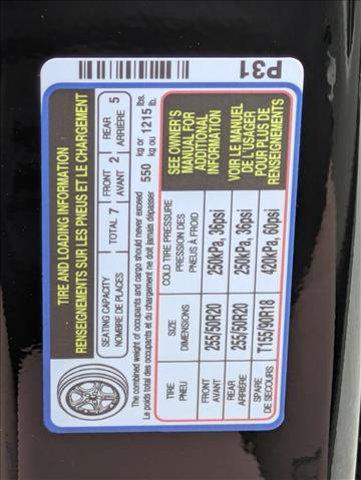 P31
TIRE AND LOADING INFORMATION
RENSEIGNEMENTS SUR LES PNEUS ET LE CHARGEMENT
SEATING CAPACITY
NOMBRE DE PLACES
TOTAL 7
FRONT
AVANT 2
REAR
ARRIÈRE 5
The combined weight of occupants and cargo should never exceed
Le poids total des occupants et du chargement ne doit jamais dépasser
550 kg or 1215 lbs.
kg ou lb.
TIRE
PNEU
SIZE
DIMENSIONS
COLD TIRE PRESSURE
PRESSION DES
PNEUS À FROID
FRONT
AVANT
255/50R20
250kPa, 36psi
REAR
ARRIÈRE
255/50R20
250kPa, 36psi
SPARE
DE SECOURS
T155/90R18
420kPa, 60psi
SEE OWNER'S
MANUAL FOR
ADDITIONAL
INFORMATION
VOIR LE MANUEL
DE L'USAGER
POUR PLUS DE
RENSEIGNEMENTS